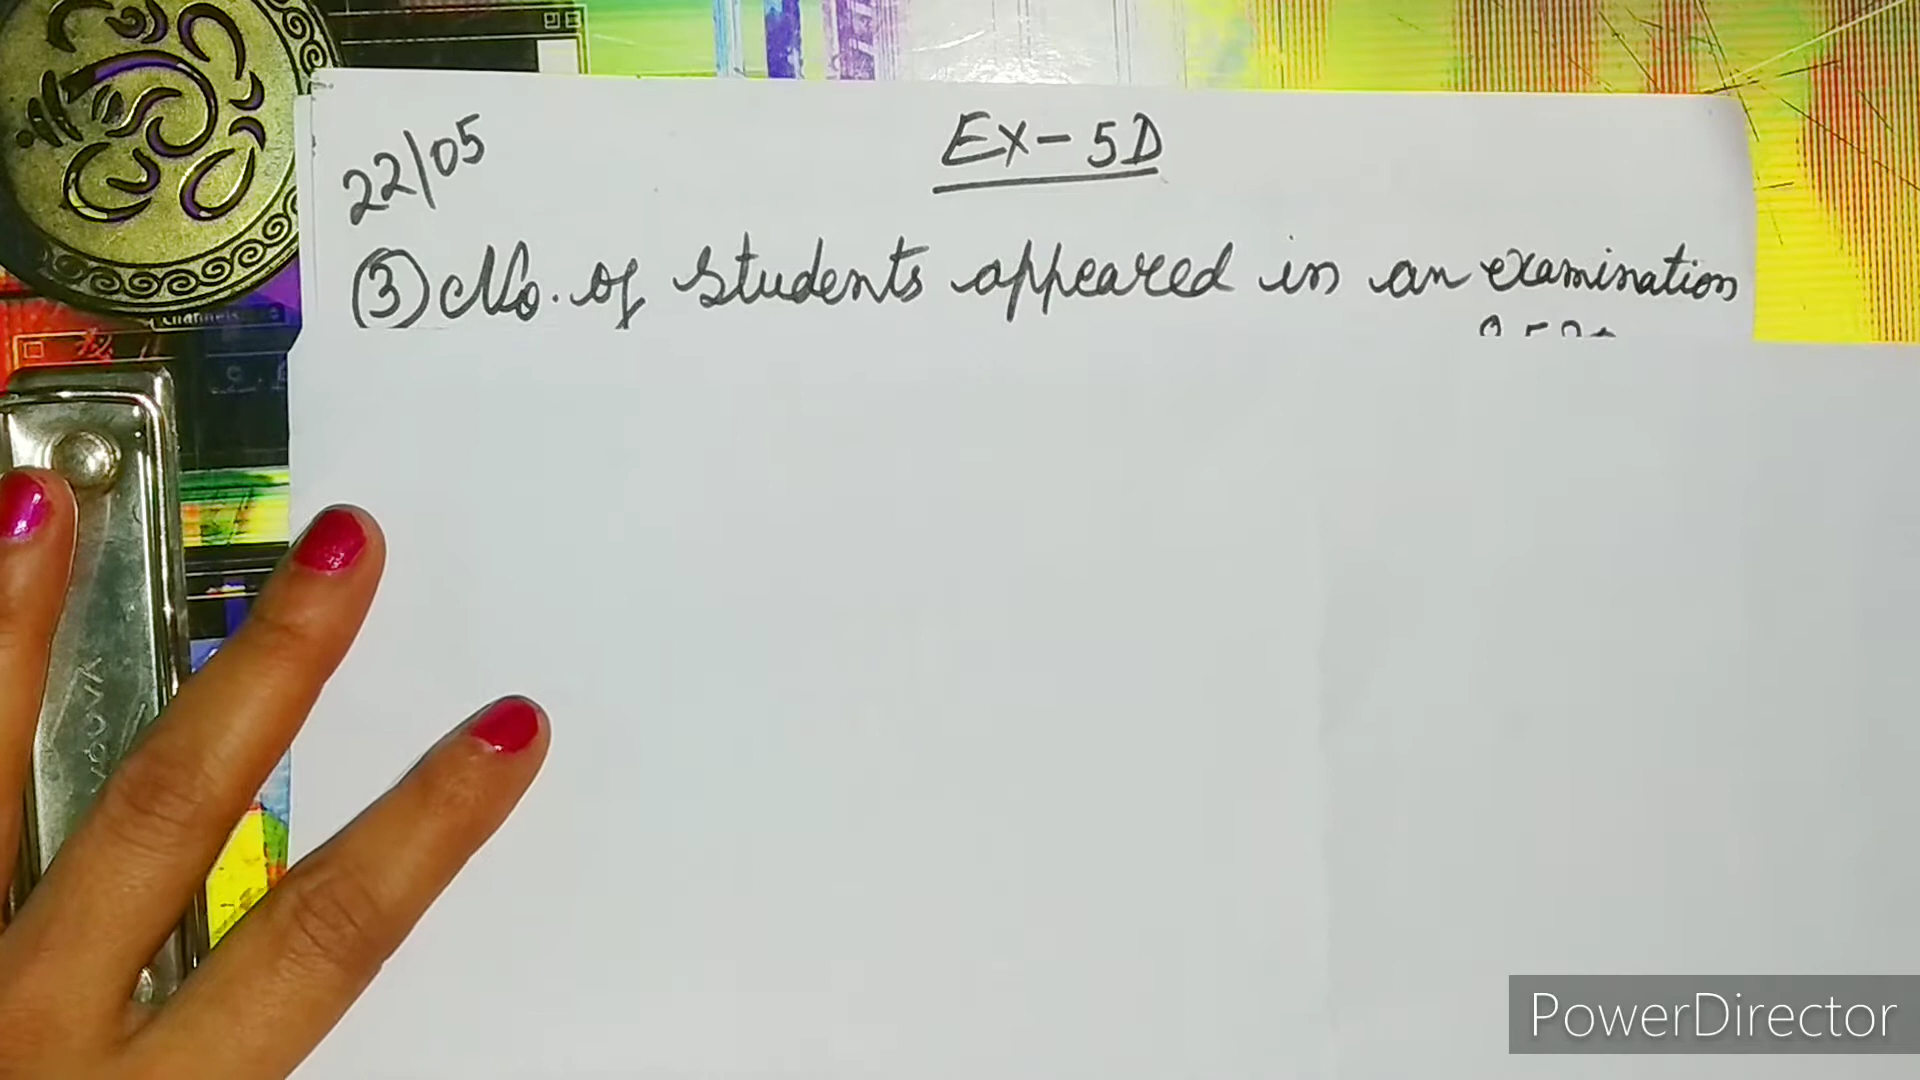 22/05
Ex-5D
③ No. of students appeared in an examination
PowerDirector